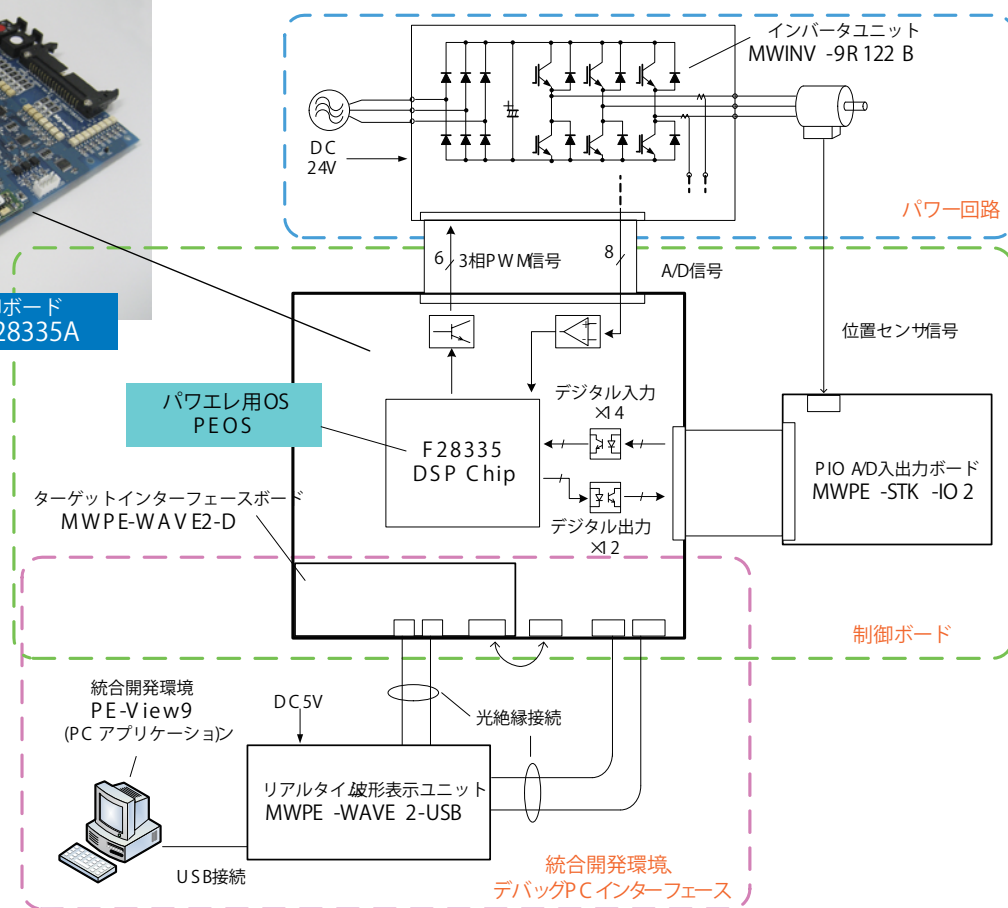 インバータユニット
MWINV -9R 122 B
DC
24V
パワー回路
6
3相PWM信号
8
A/D信号
ボード
28335A
位置センサ信号
パワエレ用OS
PEOS
デジタル入力
×14
F28335
DSP Chip
PIO A/D入出力ボード
MWPE -STK -IO 2
ターゲットインターフェースボード
MWPE-WAVE2-D
デジタル出力
×12
制御ボード
統合開発環境
PE-View9
(PC アプリケーション)
DC5V
光絶縁接続
リアルタイム波形表示ユニット
MWPE -WAVE 2-USB
USB接続
統合開発環境、
デバッグPCインターフェース